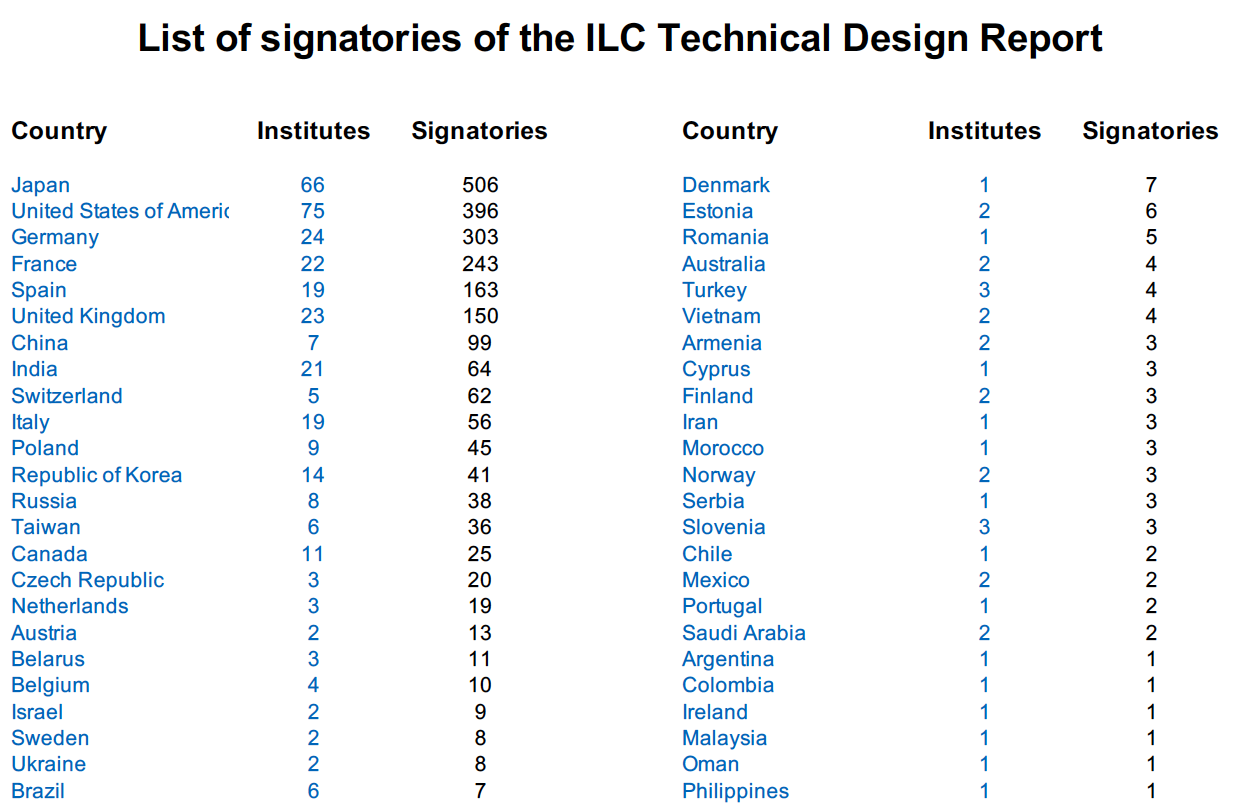 List of signatories of the ILC Technical Design Report
Country Institutes Signatories
Japan 66 506
United States of Americ 75 396
Germany 24 303
France 22 243
Spain 19 163
United Kingdom 23 150
China 7 99
India 21 64
Switzerland 5 62
Italy 19 56
Poland 9 45
Republic of Korea 14 41
Russia 8 38
Taiwan 6 36
Canada 11 25
Czech Republic 3 20
Netherlands 3 19
Austria 2 13
Belarus 3 11
Belgium 4 10
Israel 2 9
Sweden 2 8
Ukraine 2 8
Brazil 6 7
Country Institutes Signatories
Denmark 1 7
Estonia 2 6
Romania 1 5
Australia 2 4
Turkey 3 4
Vietnam 2 4
Armenia 2 3
Cyprus 1 3
Finland 2 3
Iran 1 3
Morocco 1 3
Norway 2 3
Serbia 1 3
Slovenia 3 3
Chile 1 2
Mexico 2 2
Portugal 1 2
Saudi Arabia 2 2
Argentina 1 1
Colombia 1 1
Ireland 1 1
Malaysia 1 1
Oman 1 1
Philippines 1 1